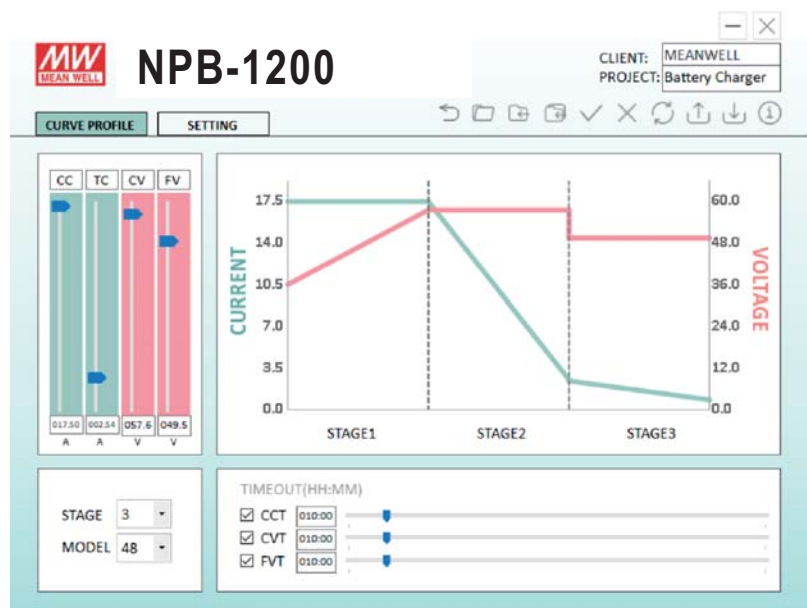 MW
MEAN WELL
NPB-1200
CLIENT: MEANWELL
PROJECT: Battery Charger
CURVE PROFILE
SETTING
CC TC CV FV
017.50 002.54 057.6 049.5
A A V V
CURRENT
17.5
14.0
10.5
7.0
3.5
0.0
60.0
48.0
36.0
24.0
12.0
0.0
VOLTAGE
STAGE1 STAGE2 STAGE3
STAGE 3
MODEL 48
TIMEOUT(HH:MM)
CCT 010:00
CVT 010:00
FVT 010:00